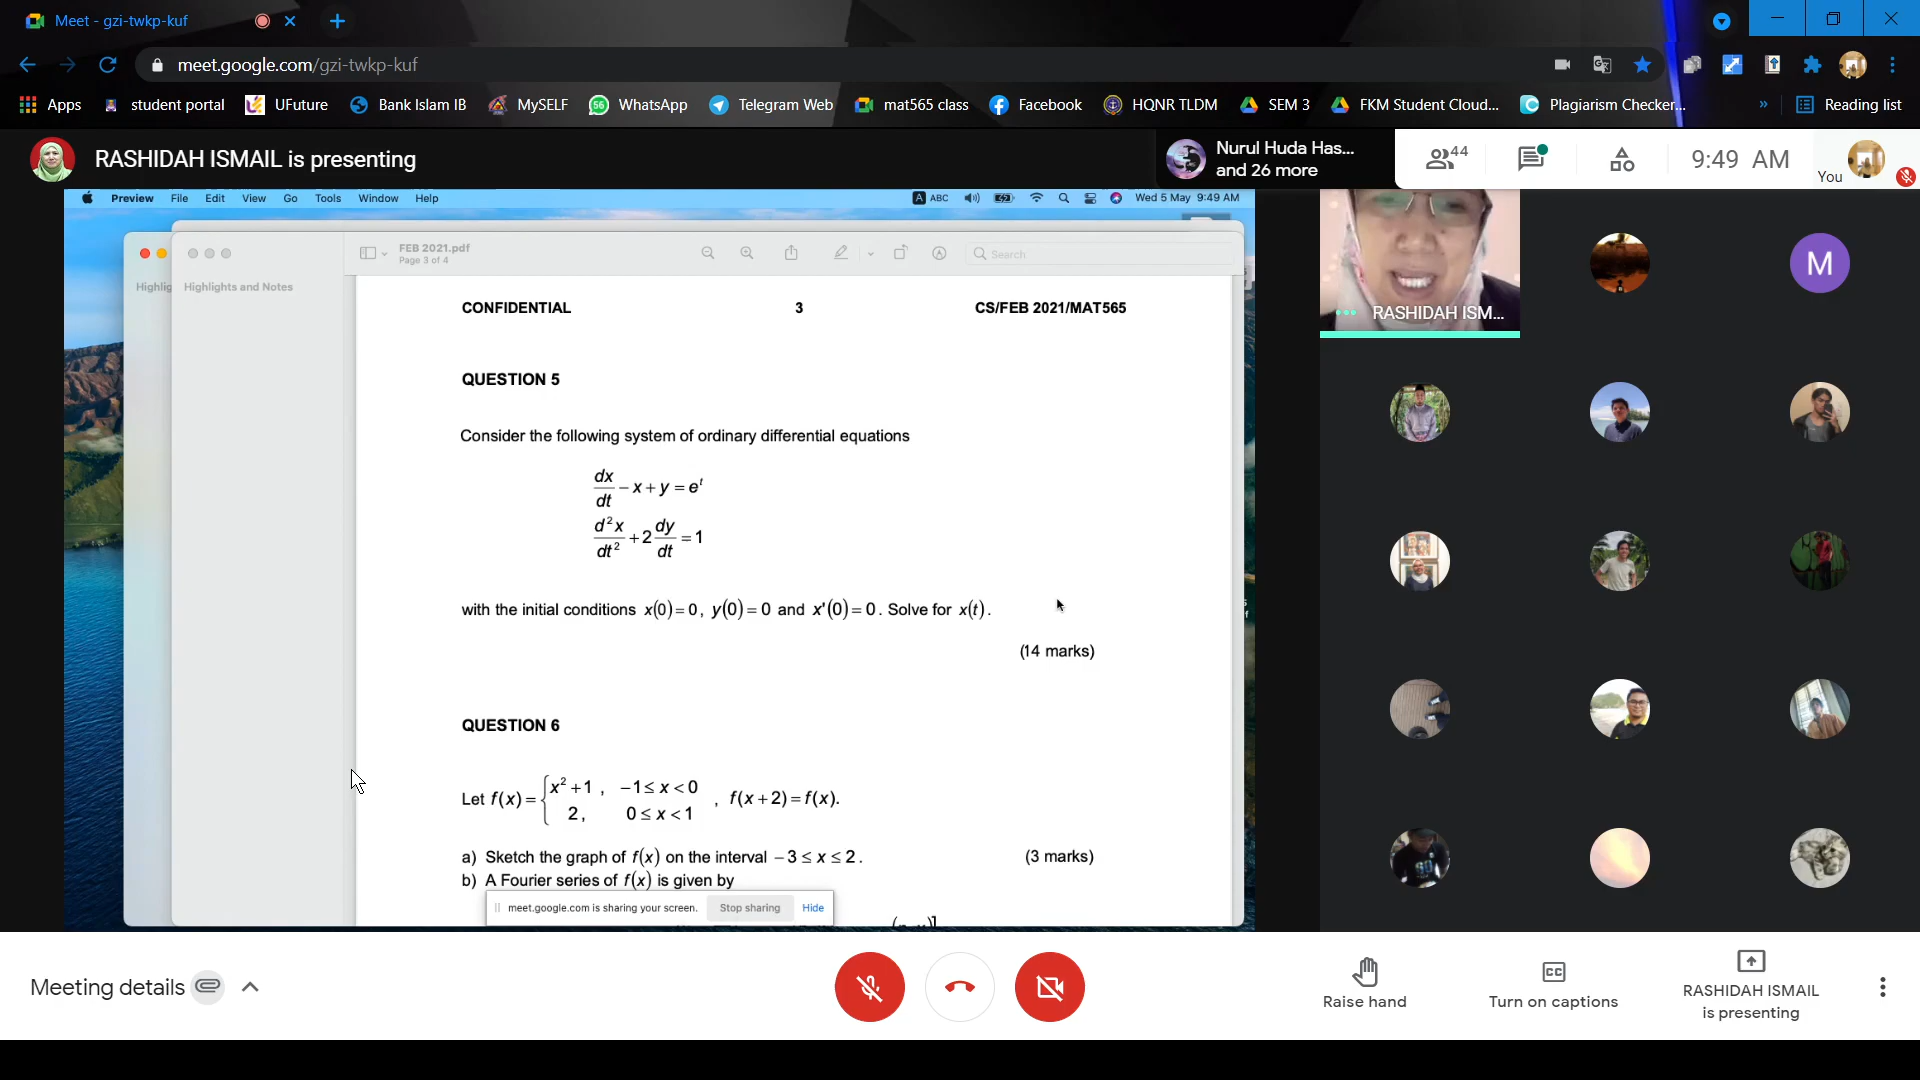 Meet - gzi-twkp-kuf
meet.google.com/gzi-twkp-kuf
Apps student portal UFuture Bank Islam IB MySELF 56 WhatsApp Telegram Web mat565 class Facebook HQNR TLDM SEM 3 FKM Student Cloud... Plagiarism Checker... » Reading list
RASHIDAH ISMAIL is presenting
Nurul Huda Has...
and 26 more
44
9:49 AM
You
Preview File Edit View Go Tools Window Help A ABC Wed 5 May 9:49 AM
FEB 2021.pdf
Page 3 of 4
Search
Highlig
Highlights and Notes
CONFIDENTIAL 3 CS/FEB 2021/MAT565
QUESTION 5
Consider the following system of ordinary differential equations
dx/dt − x + y = e^t
d²x/dt² + 2 dy/dt = 1
with the initial conditions x(0) = 0, y(0) = 0 and x'(0) = 0. Solve for x(t).
(14 marks)
QUESTION 6
Let f(x) = { x² + 1, −1 ≤ x < 0
2, 0 ≤ x < 1 , f(x + 2) = f(x).
a) Sketch the graph of f(x) on the interval −3 ≤ x ≤ 2. (3 marks)
b) A Fourier series of f(x) is given by
meet.google.com is sharing your screen. Stop sharing Hide
RASHIDAH ISM...
M
Meeting details
Raise hand
Turn on captions
RASHIDAH ISMAIL
is presenting